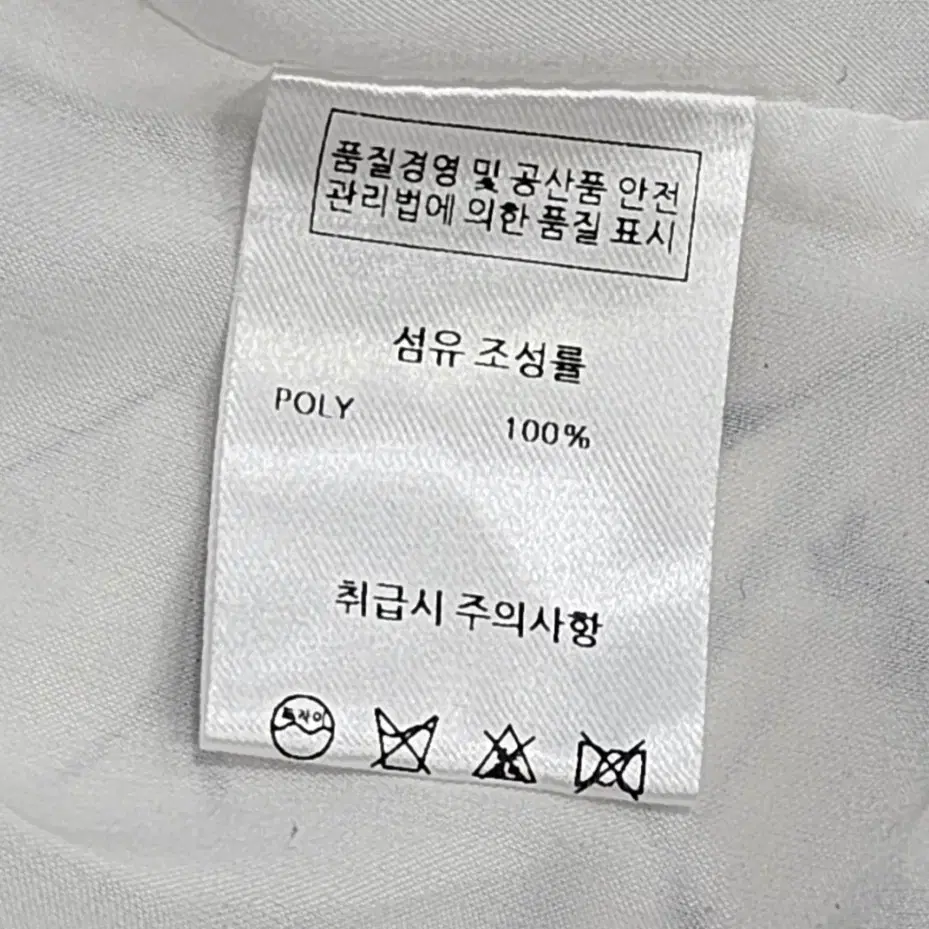 품질경영 및 공산품 안전
관리법에 의한 품질 표시
섬유 조성률
POLY 100%
취급시 주의사항
드라이